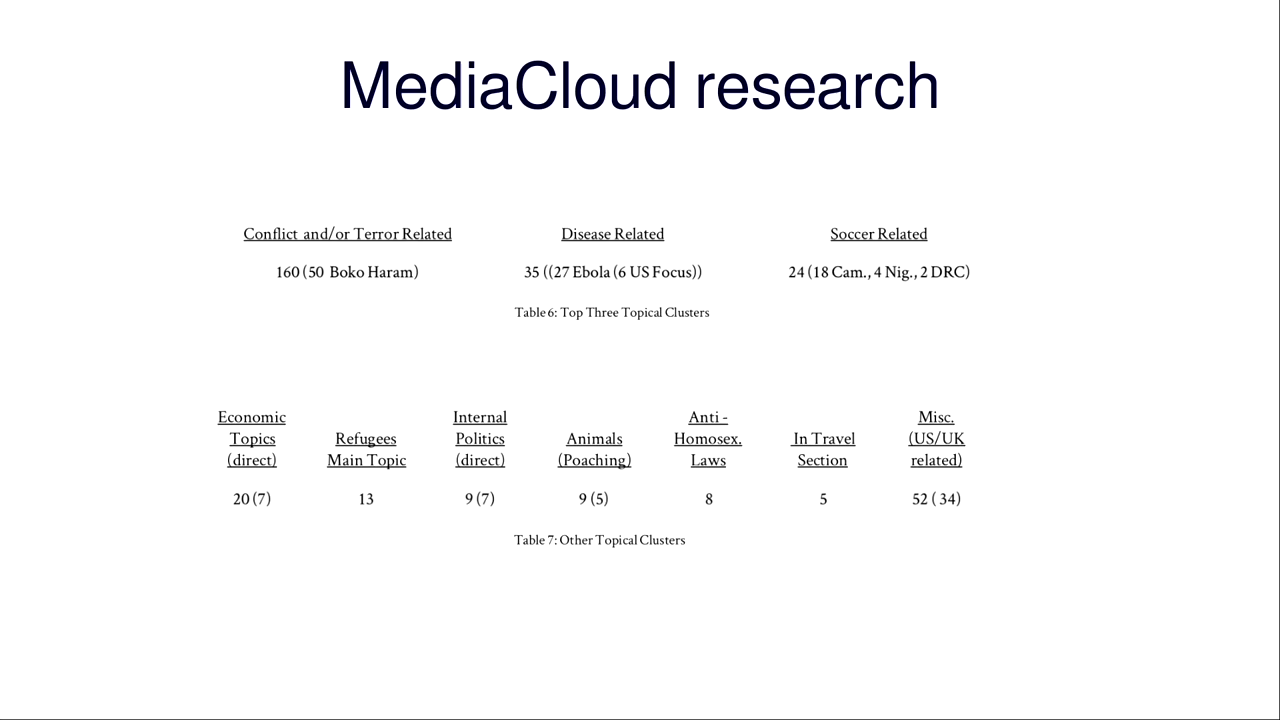 MediaCloud research
Conflict and/or Terror Related Disease Related Soccer Related
160 (50 Boko Haram) 35 ((27 Ebola (6 US Focus)) 24 (18 Cam., 4 Nig., 2 DRC)
Table 6: Top Three Topical Clusters
Economic Topics (direct) Refugees Main Topic Internal Politics (direct) Animals (Poaching) Anti - Homosex. Laws In Travel Section Misc. (US/UK related)
20 (7) 13 9 (7) 9 (5) 8 5 52 ( 34)
Table 7: Other Topical Clusters